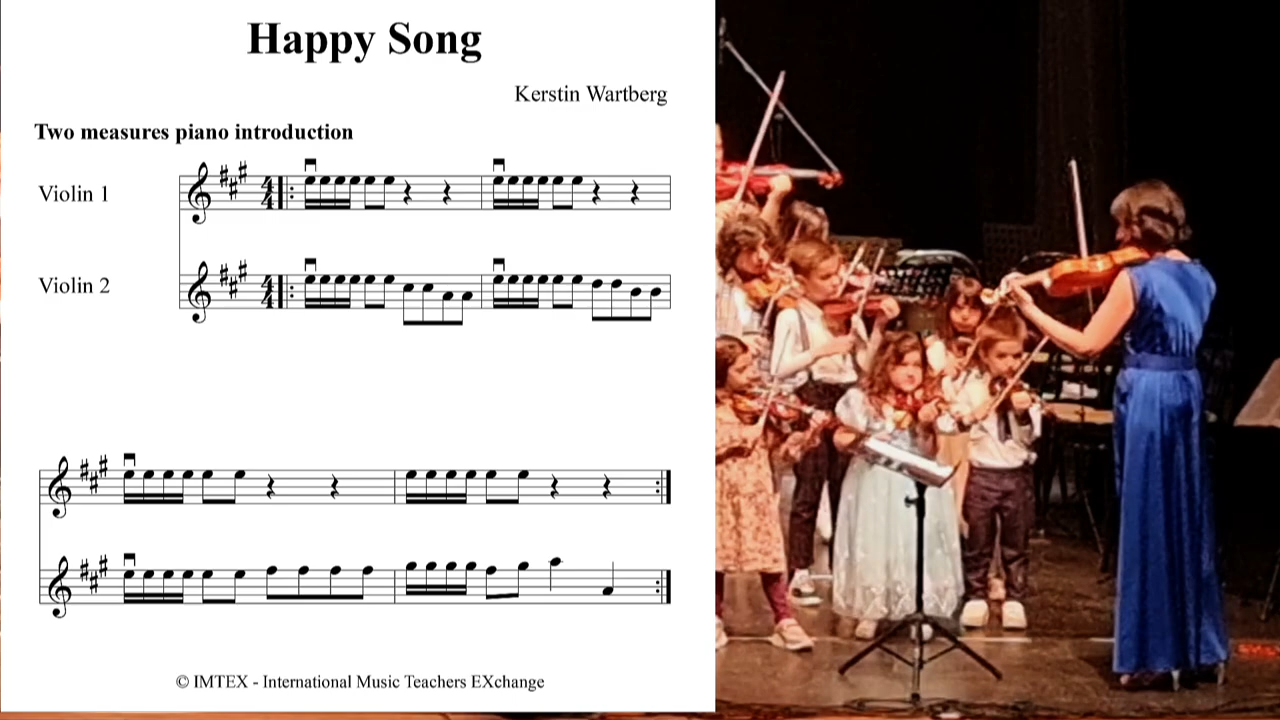 Happy Song
Kerstin Wartberg
Two measures piano introduction
Violin 1
Violin 2
© IMTEX - International Music Teachers EXchange